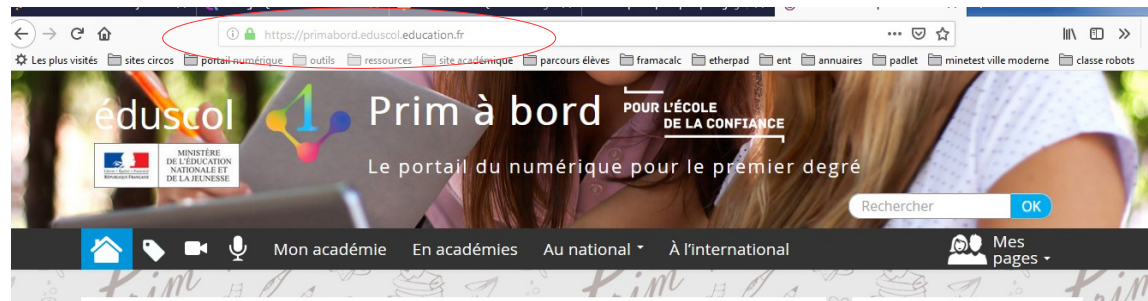 https://primabord.eduscol.education.fr
Les plus visités sites circos portail numérique outils ressources site académique parcours élèves framacalc etherpad ent annuaires padlet minetest ville moderne classe robots
éduscol
Prim à bord
POUR L'ÉCOLE
DE LA CONFIANCE
MINISTÈRE
DE L'ÉDUCATION
NATIONALE ET
DE LA JEUNESSE
Le portail du numérique pour le premier degré
Rechercher OK
Mon académie En académies Au national À l'international Mes
pages
Prim
Prim